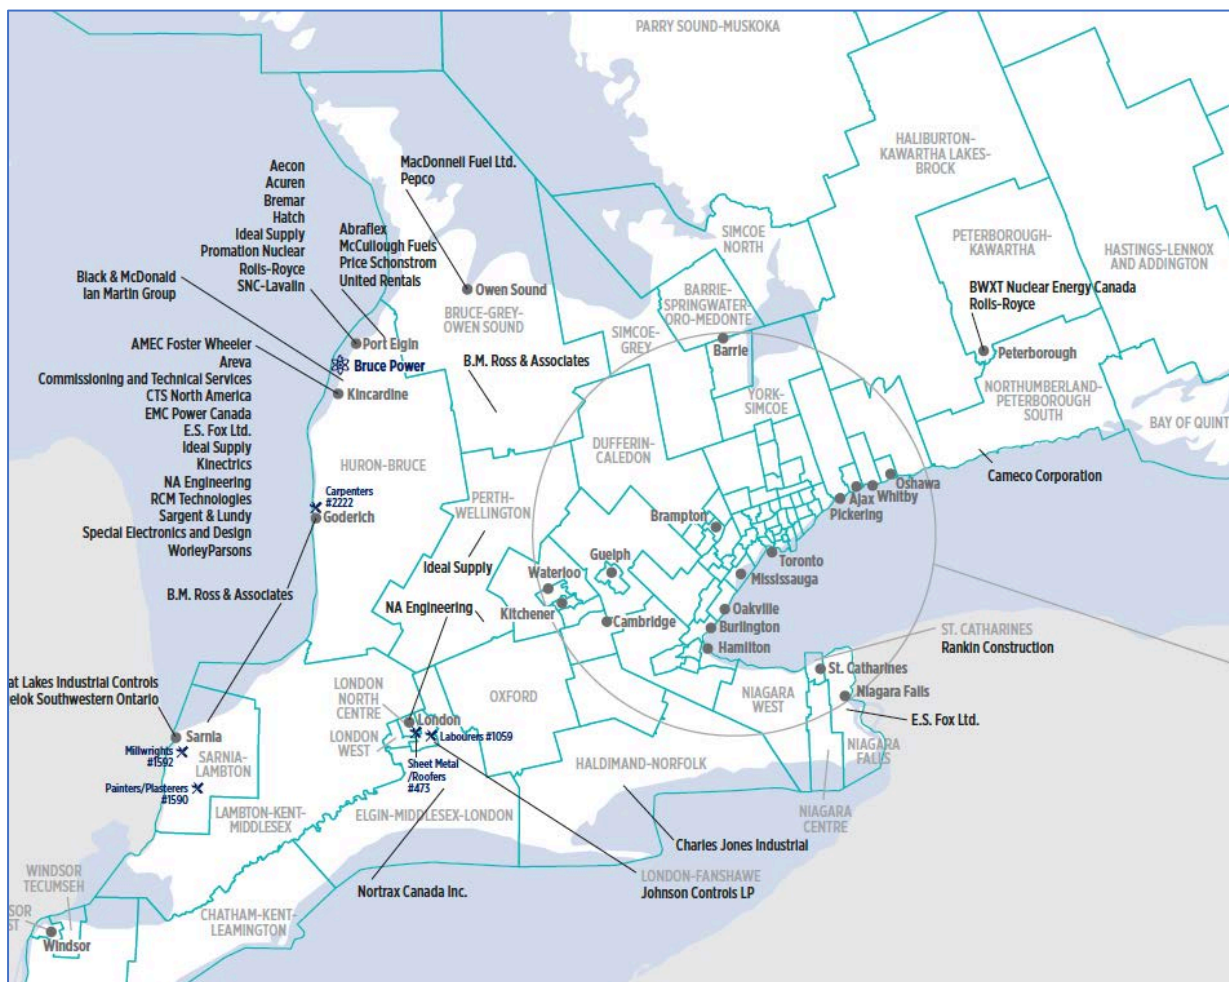 PARRY SOUND-MUSKOKA
HALIBURTON-
KAWARTHA LAKES-
BROCK
Aecon
Acuren
Bremar
Hatch
Ideal Supply
Promation Nuclear
Rolls-Royce
SNC-Lavalin
MacDonnell Fuel Ltd.
Pepco
Abraflex
McCullough Fuels
Price Schonstrom
United Rentals
SIMCOE
NORTH
PETERBOROUGH-
KAWARTHA
HASTINGS-LENNOX
AND ADDINGTON
Black & McDonald
Ian Martin Group
Owen Sound
BRUCE-GREY-
OWEN SOUND
BARRIE-
SPRINGWATER-
ORO-MEDONTE
BWXT Nuclear Energy Canada
Rolls-Royce
SIMCOE-
GREY
Port Elgin
Barrie
Peterborough
Bruce Power
Kincardine
B.M. Ross & Associates
AMEC Foster Wheeler
Areva
Commissioning and Technical Services
CTS North America
EMC Power Canada
E.S. Fox Ltd.
Ideal Supply
Kinectrics
NA Engineering
RCM Technologies
Sargent & Lundy
Special Electronics and Design
WorleyParsons
YORK-
SIMCOE
NORTHUMBERLAND-
PETERBOROUGH
SOUTH
BAY OF QUINT
DUFFERIN-
CALEDON
HURON-BRUCE
Cameco Corporation
Carpenters
#2222
Goderich
PERTH-
WELLINGTON
Oshawa
Whitby
Ajax
Pickering
Brampton
Toronto
Mississauga
Guelph
Ideal Supply
Waterloo
Kitchener
B.M. Ross & Associates
NA Engineering
Cambridge
Oakville
Burlington
Hamilton
ST. CATHARINES
Rankin Construction
St. Catharines
at Lakes Industrial Controls
elok Southwestern Ontario
LONDON
NORTH
CENTRE
OXFORD
NIAGARA
WEST
Niagara Falls
E.S. Fox Ltd.
London
LONDON
WEST
Labourers #1059
Sarnia
Millwrights
#1592
SARNIA-
LAMBTON
Sheet Metal
/Roofers
#473
HALDIMAND-NORFOLK
NIAGARA
FALLS
Painters/Plasterers
#1590
LAMBTON-KENT-
MIDDLESEX
ELGIN-MIDDLESEX-LONDON
NIAGARA
CENTRE
Charles Jones Industrial
WINDSOR
TECUMSEH
LONDON-FANSHAWE
Johnson Controls LP
Nortrax Canada Inc.
SOR
ST
CHATHAM-KENT-
LEAMINGTON
Windsor